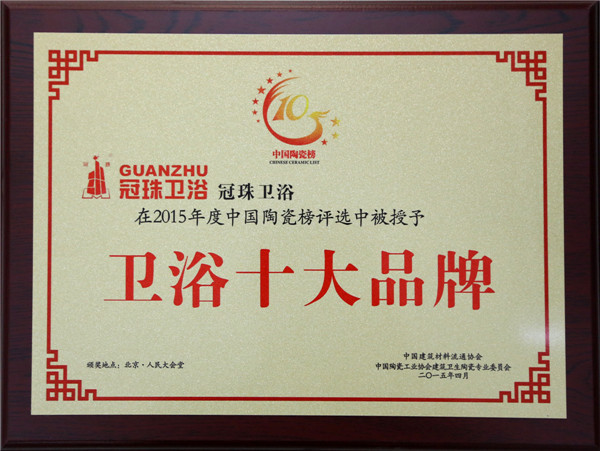 105
中国陶瓷榜
CHINESE CERAMIC LIST
GUANZHU
冠珠卫浴 冠珠卫浴
在2015年度中国陶瓷榜评选中被授予
卫浴十大品牌
颁奖地点：北京·人民大会堂
中国建筑材料流通协会
中国陶瓷工业协会建筑卫生陶瓷专业委员会
二〇一五年四月